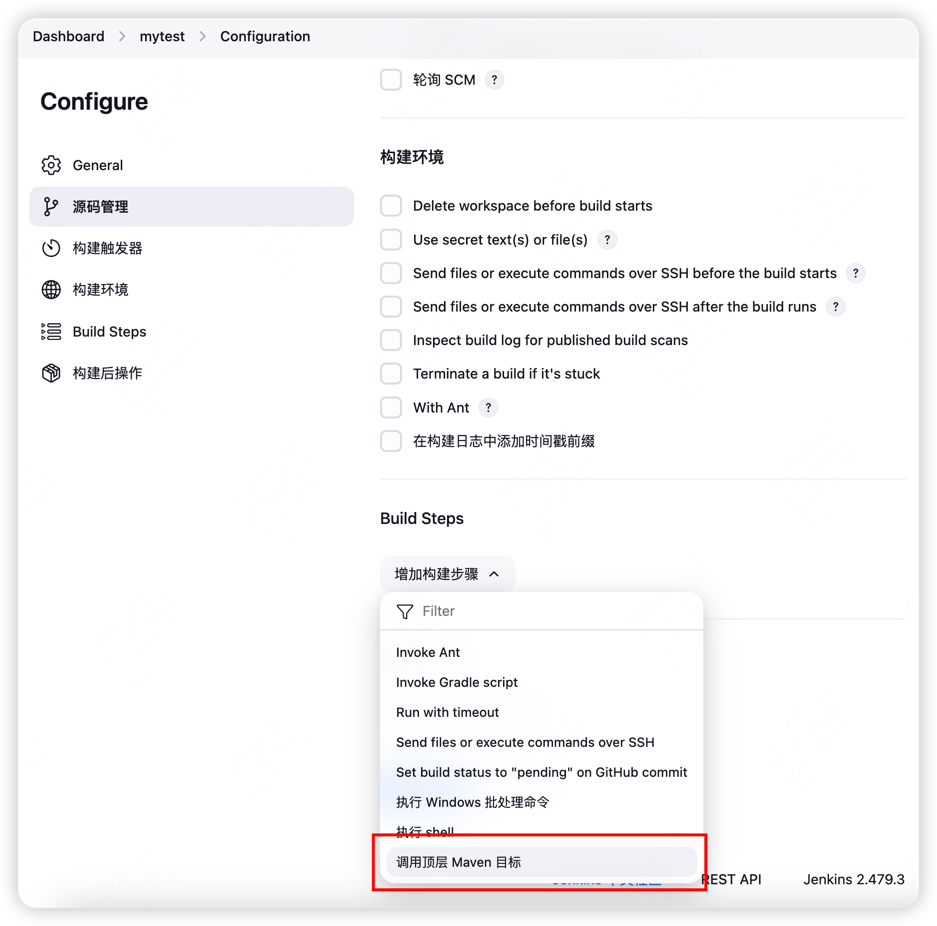 Dashboard > mytest > Configuration
Configure
General
源码管理
构建触发器
构建环境
Build Steps
构建后操作
轮询 SCM ?
构建环境
Delete workspace before build starts
Use secret text(s) or file(s) ?
Send files or execute commands over SSH before the build starts ?
Send files or execute commands over SSH after the build runs ?
Inspect build log for published build scans
Terminate a build if it's stuck
With Ant ?
在构建日志中添加时间戳前缀
Build Steps
增加构建步骤
Filter
Invoke Ant
Invoke Gradle script
Run with timeout
Send files or execute commands over SSH
Set build status to "pending" on GitHub commit
执行 Windows 批处理命令
执行 shell
调用顶层 Maven 目标
REST API
Jenkins 2.479.3